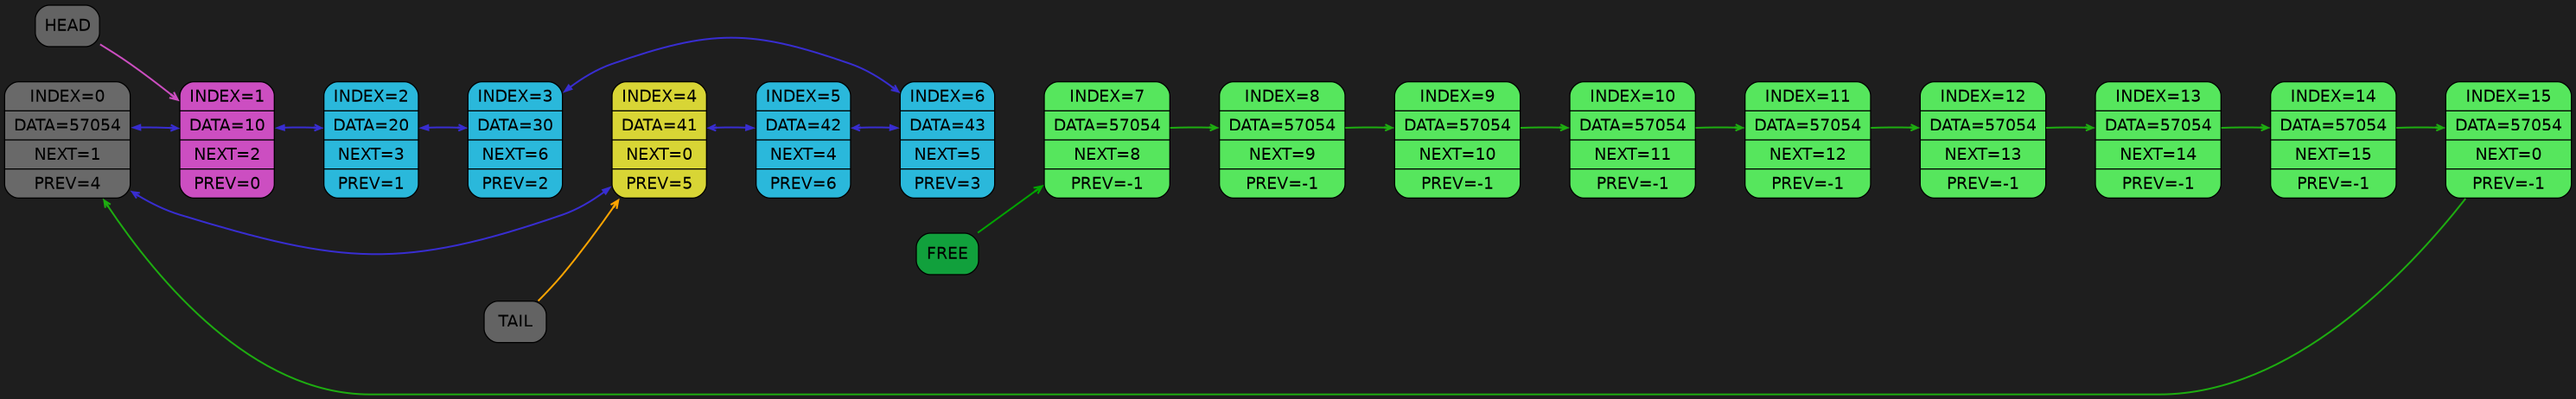 HEAD
INDEX=0
DATA=57054
NEXT=1
PREV=4
INDEX=1
DATA=10
NEXT=2
PREV=0
INDEX=2
DATA=20
NEXT=3
PREV=1
INDEX=3
DATA=30
NEXT=6
PREV=2
INDEX=4
DATA=41
NEXT=0
PREV=5
INDEX=5
DATA=42
NEXT=4
PREV=6
INDEX=6
DATA=43
NEXT=5
PREV=3
INDEX=7
DATA=57054
NEXT=8
PREV=-1
INDEX=8
DATA=57054
NEXT=9
PREV=-1
INDEX=9
DATA=57054
NEXT=10
PREV=-1
INDEX=10
DATA=57054
NEXT=11
PREV=-1
INDEX=11
DATA=57054
NEXT=12
PREV=-1
INDEX=12
DATA=57054
NEXT=13
PREV=-1
INDEX=13
DATA=57054
NEXT=14
PREV=-1
INDEX=14
DATA=57054
NEXT=15
PREV=-1
INDEX=15
DATA=57054
NEXT=0
PREV=-1
FREE
TAIL